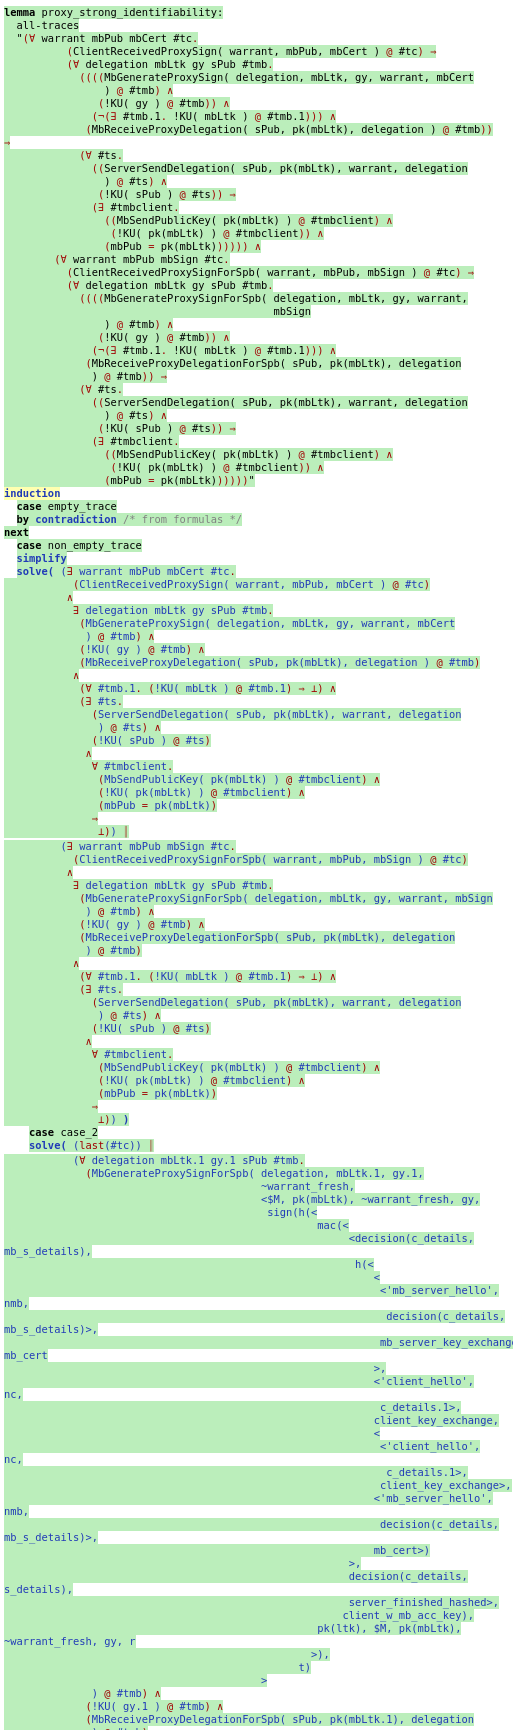 lemma proxy_strong_identifiability:
all-traces
"(∀ warrant mbPub mbCert #tc.
(ClientReceivedProxySign( warrant, mbPub, mbCert ) @ #tc) ⇒
(∀ delegation mbLtk gy sPub #tmb.
((((MbGenerateProxySign( delegation, mbLtk, gy, warrant, mbCert
) @ #tmb) ∧
(!KU( gy ) @ #tmb)) ∧
(¬(∃ #tmb.1. !KU( mbLtk ) @ #tmb.1))) ∧
(MbReceiveProxyDelegation( sPub, pk(mbLtk), delegation ) @ #tmb))
⇒
(∀ #ts.
((ServerSendDelegation( sPub, pk(mbLtk), warrant, delegation
) @ #ts) ∧
(!KU( sPub ) @ #ts)) ⇒
(∃ #tmbclient.
((MbSendPublicKey( pk(mbLtk) ) @ #tmbclient) ∧
(!KU( pk(mbLtk) ) @ #tmbclient)) ∧
(mbPub = pk(mbLtk)))))) ∧
(∀ warrant mbPub mbSign #tc.
(ClientReceivedProxySignForSpb( warrant, mbPub, mbSign ) @ #tc) ⇒
(∀ delegation mbLtk gy sPub #tmb.
((((MbGenerateProxySignForSpb( delegation, mbLtk, gy, warrant,
mbSign
) @ #tmb) ∧
(!KU( gy ) @ #tmb)) ∧
(¬(∃ #tmb.1. !KU( mbLtk ) @ #tmb.1))) ∧
(MbReceiveProxyDelegationForSpb( sPub, pk(mbLtk), delegation
) @ #tmb)) ⇒
(∀ #ts.
((ServerSendDelegation( sPub, pk(mbLtk), warrant, delegation
) @ #ts) ∧
(!KU( sPub ) @ #ts)) ⇒
(∃ #tmbclient.
((MbSendPublicKey( pk(mbLtk) ) @ #tmbclient) ∧
(!KU( pk(mbLtk) ) @ #tmbclient)) ∧
(mbPub = pk(mbLtk))))))"
induction
case empty_trace
by contradiction /* from formulas */
next
case non_empty_trace
simplify
solve( (∃ warrant mbPub mbCert #tc.
(ClientReceivedProxySign( warrant, mbPub, mbCert ) @ #tc)
∧
∃ delegation mbLtk gy sPub #tmb.
(MbGenerateProxySign( delegation, mbLtk, gy, warrant, mbCert
) @ #tmb) ∧
(!KU( gy ) @ #tmb) ∧
(MbReceiveProxyDelegation( sPub, pk(mbLtk), delegation ) @ #tmb)
∧
(∀ #tmb.1. (!KU( mbLtk ) @ #tmb.1) ⇒ ⊥) ∧
(∃ #ts.
(ServerSendDelegation( sPub, pk(mbLtk), warrant, delegation
) @ #ts) ∧
(!KU( sPub ) @ #ts)
∧
∀ #tmbclient.
(MbSendPublicKey( pk(mbLtk) ) @ #tmbclient) ∧
(!KU( pk(mbLtk) ) @ #tmbclient) ∧
(mbPub = pk(mbLtk))
⇒
⊥)) ∥
(∃ warrant mbPub mbSign #tc.
(ClientReceivedProxySignForSpb( warrant, mbPub, mbSign ) @ #tc)
∧
∃ delegation mbLtk gy sPub #tmb.
(MbGenerateProxySignForSpb( delegation, mbLtk, gy, warrant, mbSign
) @ #tmb) ∧
(!KU( gy ) @ #tmb) ∧
(MbReceiveProxyDelegationForSpb( sPub, pk(mbLtk), delegation
) @ #tmb)
∧
(∀ #tmb.1. (!KU( mbLtk ) @ #tmb.1) ⇒ ⊥) ∧
(∃ #ts.
(ServerSendDelegation( sPub, pk(mbLtk), warrant, delegation
) @ #ts) ∧
(!KU( sPub ) @ #ts)
∧
∀ #tmbclient.
(MbSendPublicKey( pk(mbLtk) ) @ #tmbclient) ∧
(!KU( pk(mbLtk) ) @ #tmbclient) ∧
(mbPub = pk(mbLtk))
⇒
⊥)) )
case case_2
solve( (last(#tc)) ∥
(∀ delegation mbLtk.1 gy.1 sPub #tmb.
(MbGenerateProxySignForSpb( delegation, mbLtk.1, gy.1,
~warrant_fresh,
<$M, pk(mbLtk), ~warrant_fresh, gy,
sign(h(<
mac(<
<decision(c_details,
mb_s_details),
h(<
<
<'mb_server_hello',
nmb,
decision(c_details,
mb_s_details)>,
mb_server_key_exchange
mb_cert
>,
<'client_hello',
nc,
c_details.1>,
client_key_exchange,
<
<'client_hello',
nc,
c_details.1>,
client_key_exchange>,
<'mb_server_hello',
nmb,
decision(c_details,
mb_s_details)>,
mb_cert>)
>,
decision(c_details,
s_details),
server_finished_hashed>,
client_w_mb_acc_key),
pk(ltk), $M, pk(mbLtk),
~warrant_fresh, gy, r
>),
t)
>
) @ #tmb) ∧
(!KU( gy.1 ) @ #tmb) ∧
(MbReceiveProxyDelegationForSpb( sPub, pk(mbLtk.1), delegation